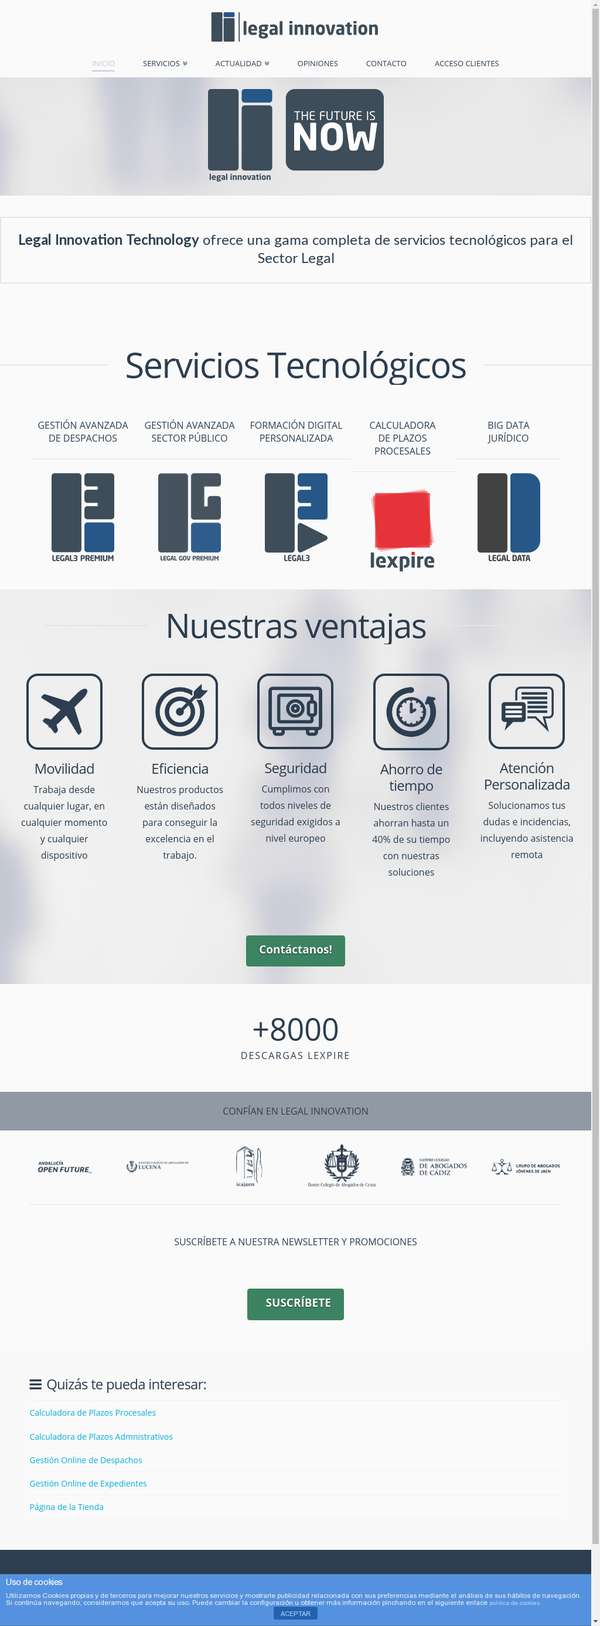 legal innovation
INICIO SERVICIOS ACTUALIDAD OPINIONES CONTACTO ACCESO CLIENTES
THE FUTURE IS
NOW
legal innovation
Legal Innovation Technology ofrece una gama completa de servicios tecnológicos para el
Sector Legal
Servicios Tecnológicos
GESTIÓN AVANZADA
DE DESPACHOS
GESTIÓN AVANZADA
SECTOR PÚBLICO
FORMACIÓN DIGITAL
PERSONALIZADA
CALCULADORA
DE PLAZOS
PROCESALES
BIG DATA
JURÍDICO
LEGAL3 PREMIUM
LEGAL GOV PREMIUM
LEGAL3
lexpire
LEGAL DATA
Nuestras ventajas
Movilidad
Trabaja desde
cualquier lugar, en
cualquier momento
y cualquier
dispositivo
Eficiencia
Nuestros productos
están diseñados
para conseguir la
excelencia en el
trabajo.
Seguridad
Cumplimos con
todos niveles de
seguridad exigidos a
nivel europeo
Ahorro de
tiempo
Nuestros clientes
ahorran hasta un
40% de su tiempo
con nuestras
soluciones
Atención
Personalizada
Solucionamos tus
dudas e incidencias,
incluyendo asistencia
remota
Contáctanos!
+8000
DESCARGAS LEXPIRE
CONFÍAN EN LEGAL INNOVATION
ANDALUCÍA
OPEN FUTURE_
LUCENA
icajaen
Ilustre Colegio de Abogados de Ceuta
ILUSTRE COLEGIO
DE ABOGADOS
DE CÁDIZ
GRUPO DE ABOGADOS
JÓVENES DE JAÉN
SUSCRÍBETE A NUESTRA NEWSLETTER Y PROMOCIONES
SUSCRÍBETE
Quizás te pueda interesar:
Calculadora de Plazos Procesales
Calculadora de Plazos Admnistrativos
Gestión Online de Despachos
Gestión Online de Expedientes
Página de la Tienda
Uso de cookies
Utilizamos Cookies propias y de terceros para mejorar nuestros servicios y mostrarle publicidad relacionada con sus preferencias mediante el análisis de sus hábitos de navegación.
Si continúa navegando, consideramos que acepta su uso. Puede cambiar la configuración u obtener más información pinchando en el siguiente enlace política de cookies
ACEPTAR